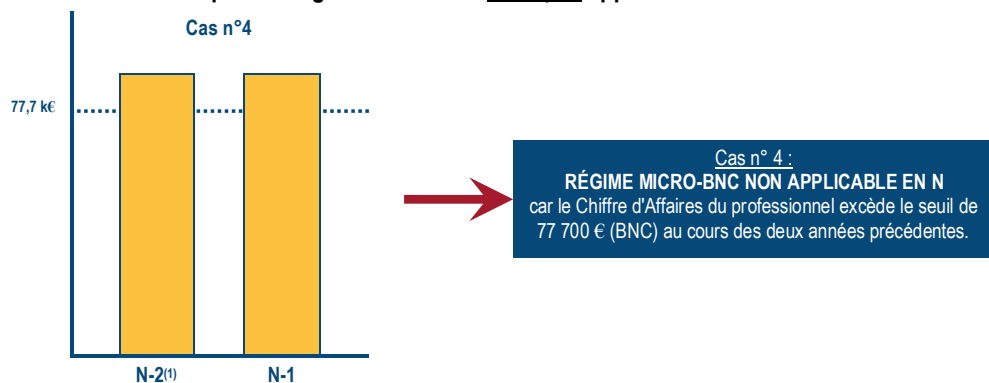 Cas n°4
77,7 k€
Cas n° 4 :
RÉGIME MICRO-BNC NON APPLICABLE EN N
car le Chiffre d'Affaires du professionnel excède le seuil de
77 700 € (BNC) au cours des deux années précédentes.
N-2(1)
N-1